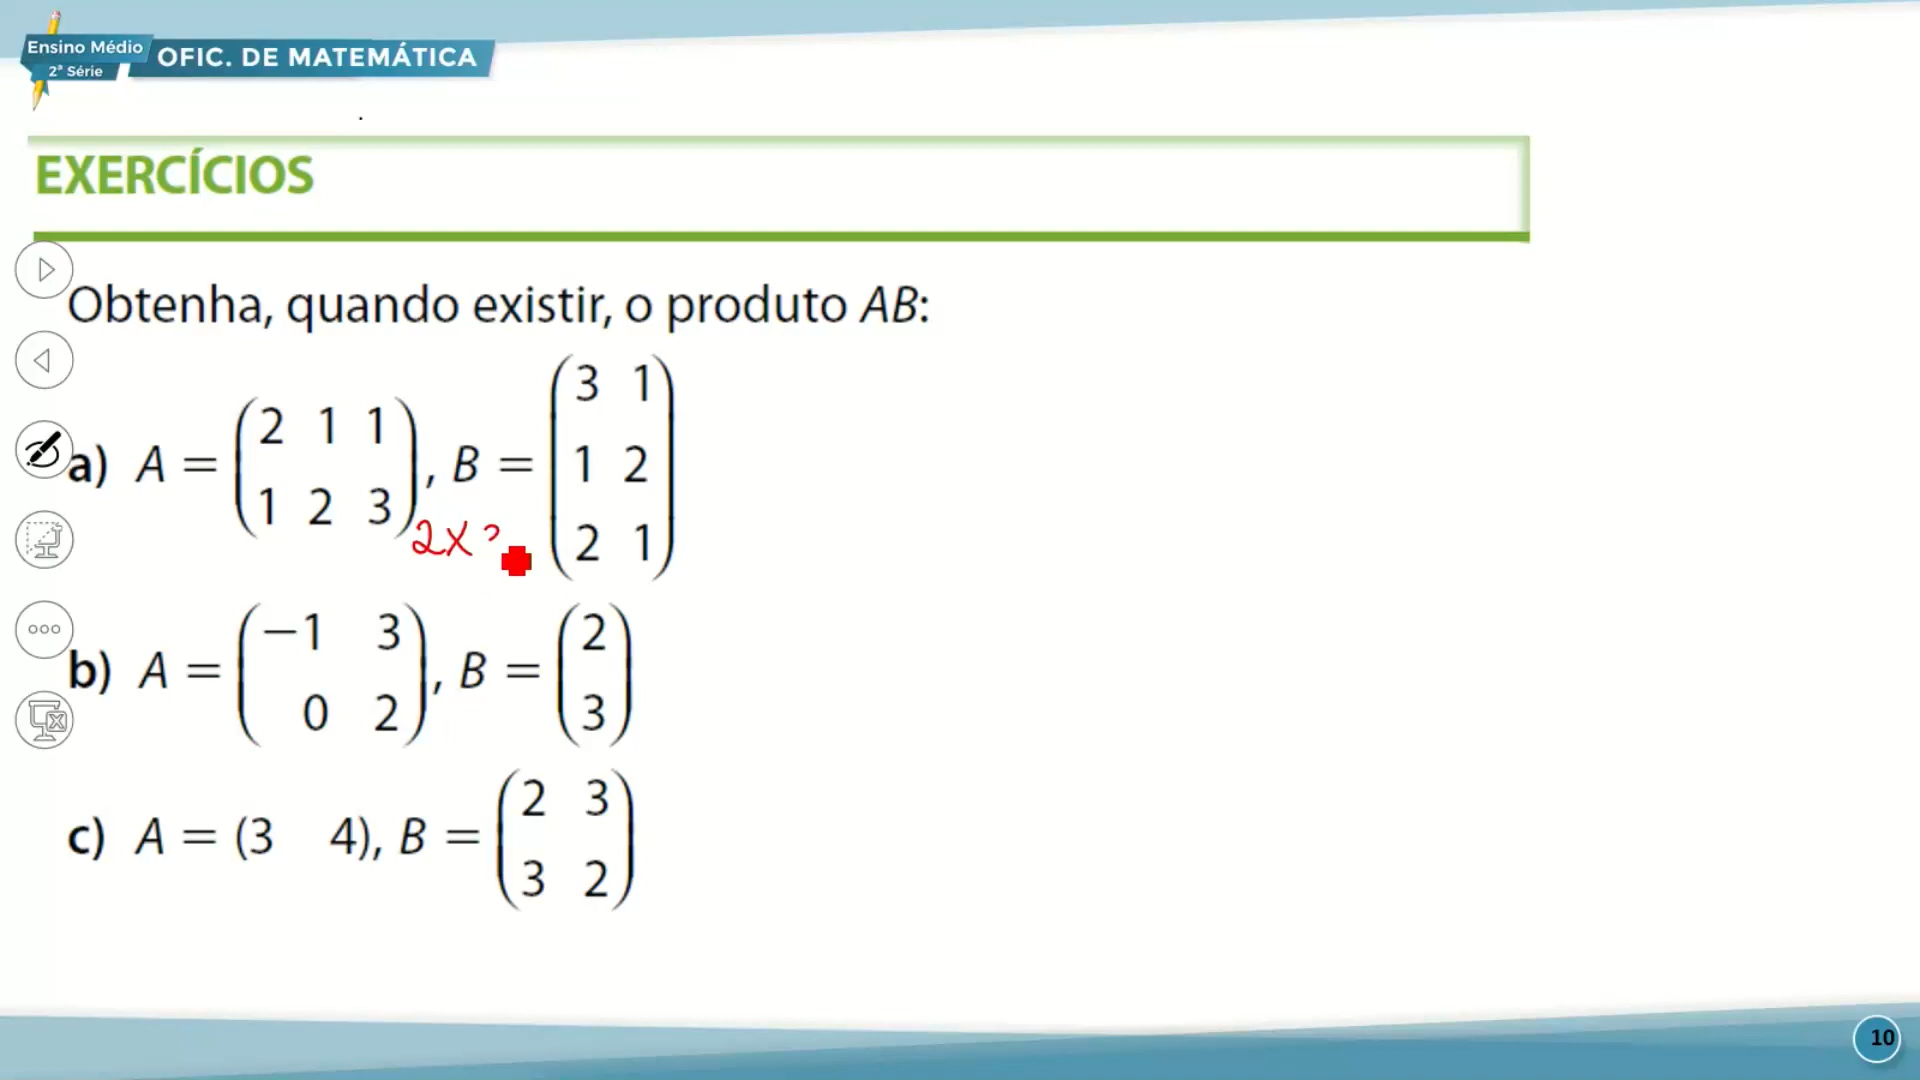 Ensino Médio
2ª Série
OFIC. DE MATEMÁTICA
EXERCÍCIOS
Obtenha, quando existir, o produto AB:
a) A = (2 1 1
1 2 3), B = (3 1
1 2
2 1)
2x
b) A = (−1 3
0 2), B = (2
3)
c) A = (3 4), B = (2 3
3 2)
10